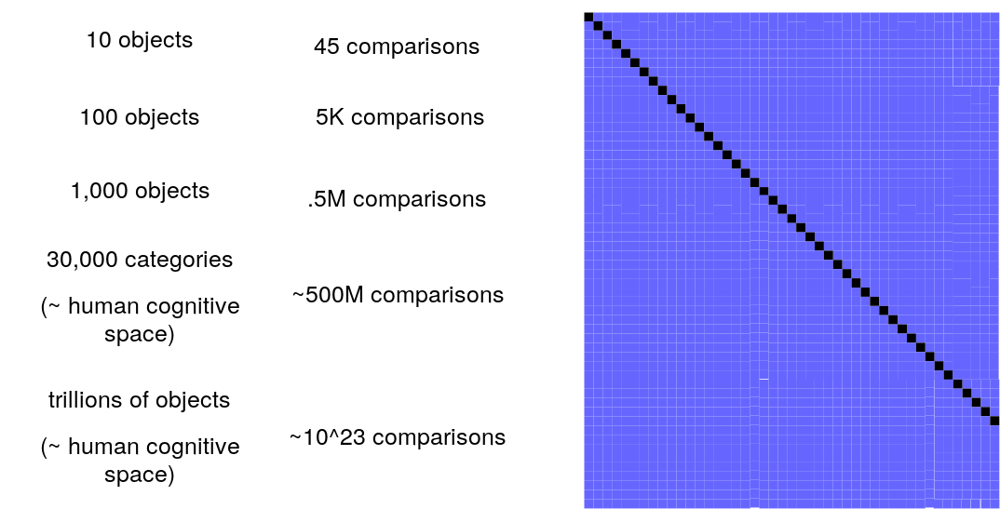 10 objects
45 comparisons
100 objects
5K comparisons
1,000 objects
.5M comparisons
30,000 categories
(~ human cognitive
space)
~500M comparisons
trillions of objects
(~ human cognitive
space)
~10^23 comparisons